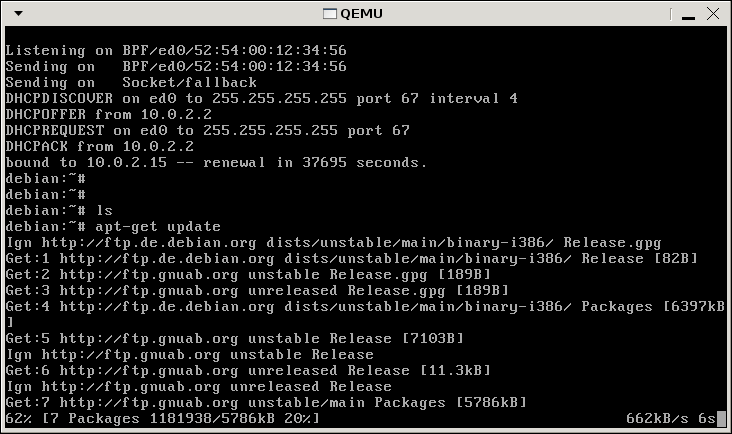 QEMU
Listening on BPF/ed0/52:54:00:12:34:56
Sending on   BPF/ed0/52:54:00:12:34:56
Sending on   Socket/fallback
DHCPDISCOVER on ed0 to 255.255.255.255 port 67 interval 4
DHCPOFFER from 10.0.2.2
DHCPREQUEST on ed0 to 255.255.255.255 port 67
DHCPACK from 10.0.2.2
bound to 10.0.2.15 -- renewal in 37695 seconds.
debian:~#
debian:~#
debian:~# ls
debian:~# apt-get update
Ign http://ftp.de.debian.org dists/unstable/main/binary-i386/ Release.gpg
Get:1 http://ftp.de.debian.org dists/unstable/main/binary-i386/ Release [82B]
Get:2 http://ftp.gnuab.org unstable Release.gpg [189B]
Get:3 http://ftp.gnuab.org unreleased Release.gpg [189B]
Get:4 http://ftp.de.debian.org dists/unstable/main/binary-i386/ Packages [6397kB
]
Get:5 http://ftp.gnuab.org unstable Release [7103B]
Ign http://ftp.gnuab.org unstable Release
Get:6 http://ftp.gnuab.org unreleased Release [11.3kB]
Ign http://ftp.gnuab.org unreleased Release
Get:7 http://ftp.gnuab.org unstable/main Packages [5786kB]
62% [7 Packages 1181938/5786kB 20%] 662kB/s 6s